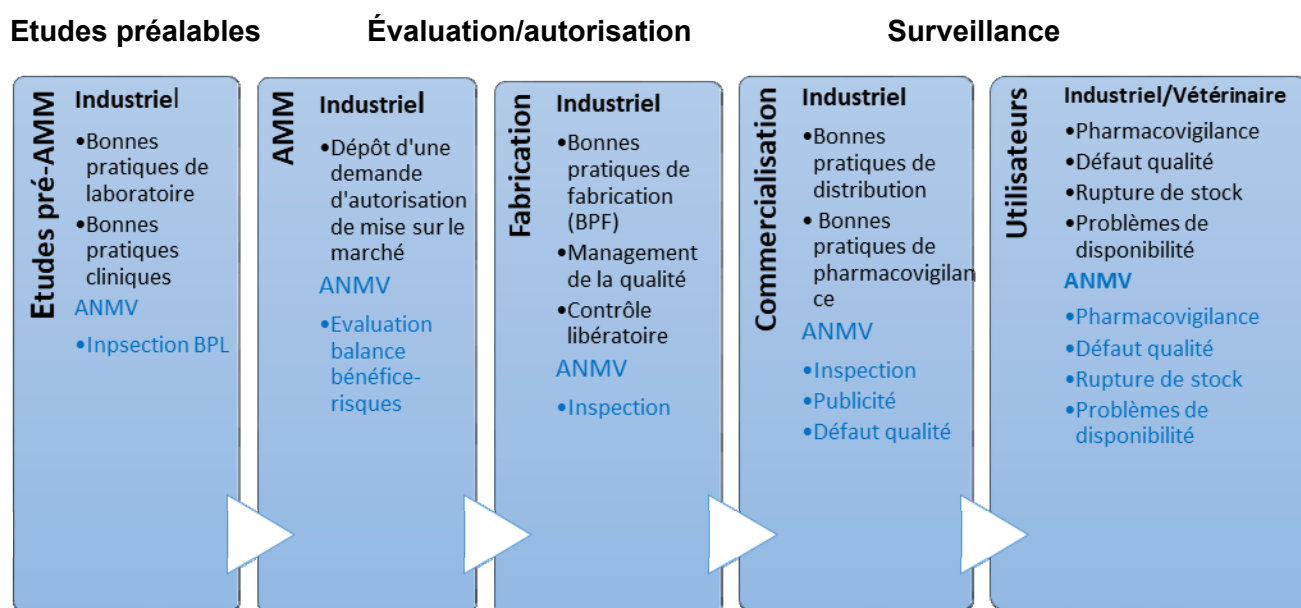 Etudes préalables
Évaluation/autorisation
Surveillance
Etudes pré-AMM
Industriel
•Bonnes
pratiques de
laboratoire
•Bonnes
pratiques
cliniques
ANMV
•Inpsection BPL
AMM
Industriel
•Dépôt d'une
demande
d'autorisation
de mise sur le
marché
ANMV
•Evaluation
balance
bénéfice-
risques
Fabrication
Industriel
•Bonnes
pratiques de
fabrication
(BPF)
•Management
de la qualité
•Contrôle
libératoire
ANMV
•Inspection
Commercialisation
Industriel
•Bonnes
pratiques de
distribution
• Bonnes
pratiques de
pharmacovigilan
ce
ANMV
•Inspection
•Publicité
•Défaut qualité
Utilisateurs
Industriel/Vétérinaire
•Pharmacovigilance
•Défaut qualité
•Rupture de stock
•Problèmes de
disponibilité
ANMV
•Pharmacovigilance
•Défaut qualité
•Rupture de stock
•Problèmes de
disponibilité